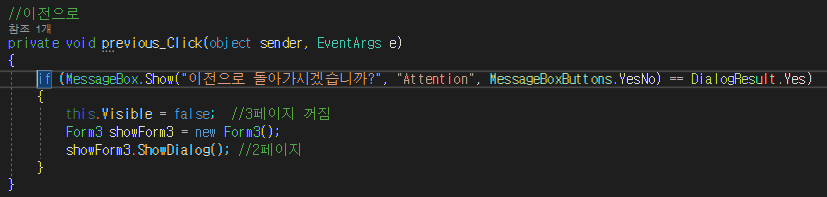 //이전으로
참조 1개
private void previous_Click(object sender, EventArgs e)
{
if (MessageBox.Show("이전으로 돌아가시겠습니까?", "Attention", MessageBoxButtons.YesNo) == DialogResult.Yes)
{
this.Visible = false; //3페이지 꺼짐
Form3 showForm3 = new Form3();
showForm3.ShowDialog(); //2페이지
}
}